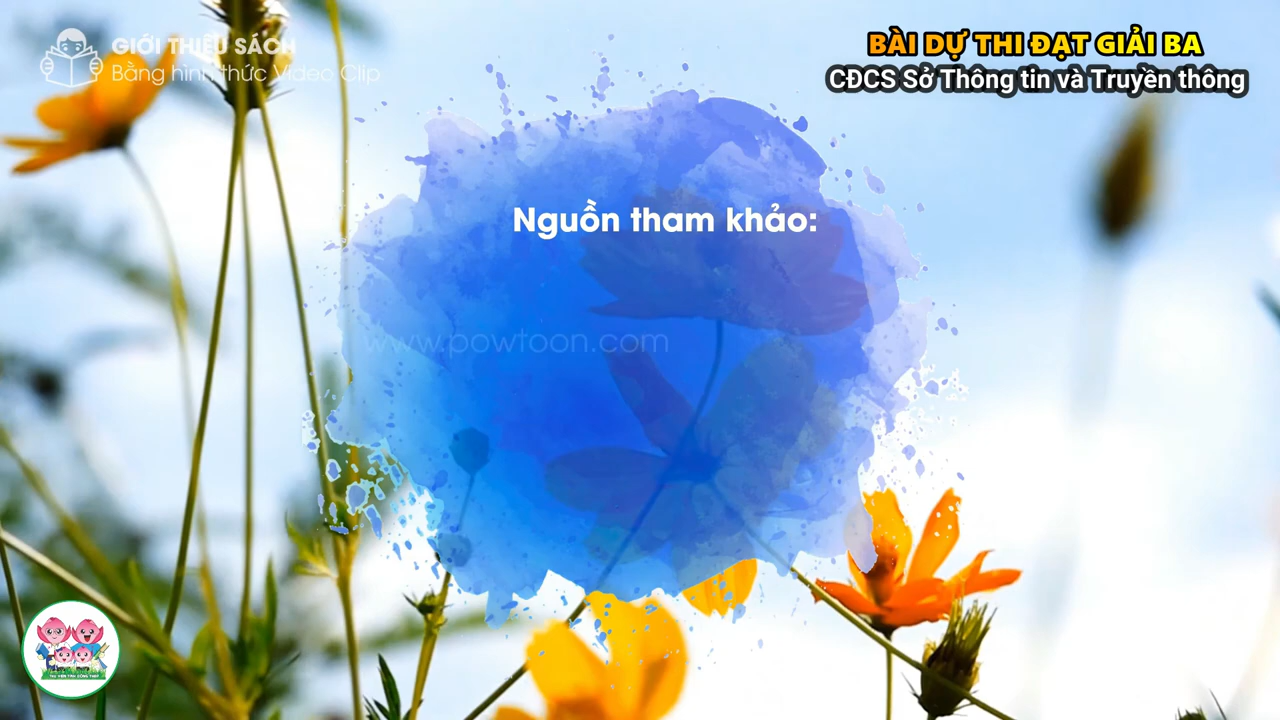 GIỚI THIỆU SÁCH
Bằng hình thức Video Clip
BÀI DỰ THI ĐẠT GIẢI BA
CĐCS Sở Thông tin và Truyền thông
Nguồn tham khảo:
www.powtoon.com